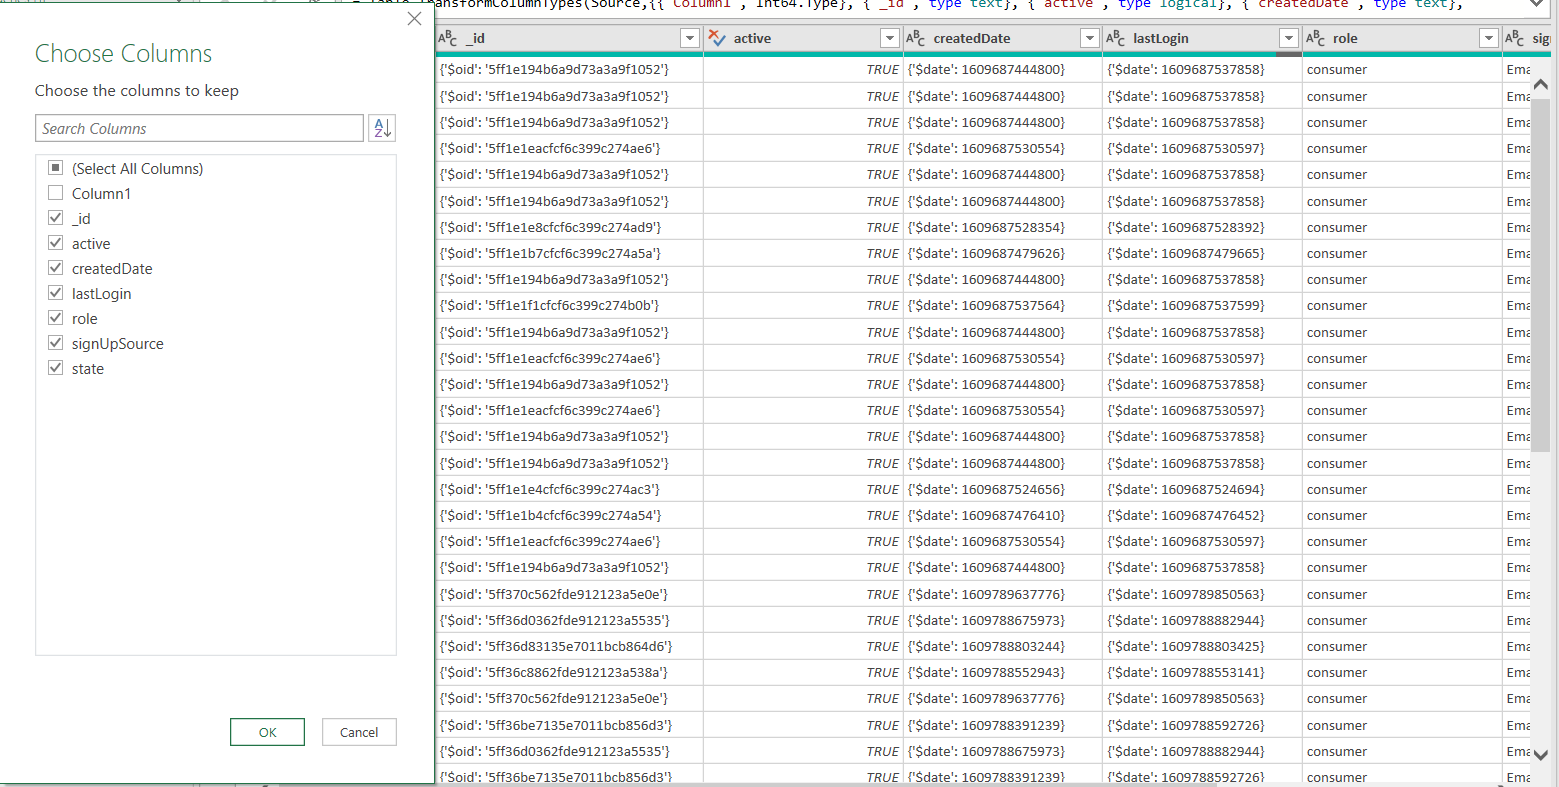 = Table.TransformColumnTypes(Source,{{"Column1", Int64.Type}, {"_id", type text}, {"active", type logical}, {"createdDate", type text},
Choose Columns
Choose the columns to keep
Search Columns
(Select All Columns)
Column1
_id
active
createdDate
lastLogin
role
signUpSource
state
OK
Cancel
_id active createdDate lastLogin role sig
{'$oid': '5ff1e194b6a9d73a3a9f1052'} TRUE {'$date': 1609687444800} {'$date': 1609687537858} consumer Ema
{'$oid': '5ff1e194b6a9d73a3a9f1052'} TRUE {'$date': 1609687444800} {'$date': 1609687537858} consumer Ema
{'$oid': '5ff1e194b6a9d73a3a9f1052'} TRUE {'$date': 1609687444800} {'$date': 1609687537858} consumer Ema
{'$oid': '5ff1e1eacfcf6c399c274ae6'} TRUE {'$date': 1609687530554} {'$date': 1609687530597} consumer Ema
{'$oid': '5ff1e194b6a9d73a3a9f1052'} TRUE {'$date': 1609687444800} {'$date': 1609687537858} consumer Ema
{'$oid': '5ff1e194b6a9d73a3a9f1052'} TRUE {'$date': 1609687444800} {'$date': 1609687537858} consumer Ema
{'$oid': '5ff1e1e8cfcf6c399c274ad9'} TRUE {'$date': 1609687528354} {'$date': 1609687528392} consumer Ema
{'$oid': '5ff1e1b7cfcf6c399c274a5a'} TRUE {'$date': 1609687479626} {'$date': 1609687479665} consumer Ema
{'$oid': '5ff1e194b6a9d73a3a9f1052'} TRUE {'$date': 1609687444800} {'$date': 1609687537858} consumer Ema
{'$oid': '5ff1e1f1cfcf6c399c274b0b'} TRUE {'$date': 1609687537564} {'$date': 1609687537599} consumer Ema
{'$oid': '5ff1e194b6a9d73a3a9f1052'} TRUE {'$date': 1609687444800} {'$date': 1609687537858} consumer Ema
{'$oid': '5ff1e1eacfcf6c399c274ae6'} TRUE {'$date': 1609687530554} {'$date': 1609687530597} consumer Ema
{'$oid': '5ff1e194b6a9d73a3a9f1052'} TRUE {'$date': 1609687444800} {'$date': 1609687537858} consumer Ema
{'$oid': '5ff1e1eacfcf6c399c274ae6'} TRUE {'$date': 1609687530554} {'$date': 1609687530597} consumer Ema
{'$oid': '5ff1e194b6a9d73a3a9f1052'} TRUE {'$date': 1609687444800} {'$date': 1609687537858} consumer Ema
{'$oid': '5ff1e194b6a9d73a3a9f1052'} TRUE {'$date': 1609687444800} {'$date': 1609687537858} consumer Ema
{'$oid': '5ff1e1e4cfcf6c399c274ac3'} TRUE {'$date': 1609687524656} {'$date': 1609687524694} consumer Ema
{'$oid': '5ff1e1b4cfcf6c399c274a54'} TRUE {'$date': 1609687476410} {'$date': 1609687476452} consumer Ema
{'$oid': '5ff1e1eacfcf6c399c274ae6'} TRUE {'$date': 1609687530554} {'$date': 1609687530597} consumer Ema
{'$oid': '5ff1e194b6a9d73a3a9f1052'} TRUE {'$date': 1609687444800} {'$date': 1609687537858} consumer Ema
{'$oid': '5ff370c562fde912123a5e0e'} TRUE {'$date': 1609789637776} {'$date': 1609789850563} consumer Ema
{'$oid': '5ff36d0362fde912123a5535'} TRUE {'$date': 1609788675973} {'$date': 1609788882944} consumer Ema
{'$oid': '5ff36d83135e7011bcb864d6'} TRUE {'$date': 1609788803244} {'$date': 1609788803425} consumer Ema
{'$oid': '5ff36c8862fde912123a538a'} TRUE {'$date': 1609788552943} {'$date': 1609788553141} consumer Ema
{'$oid': '5ff370c562fde912123a5e0e'} TRUE {'$date': 1609789637776} {'$date': 1609789850563} consumer Ema
{'$oid': '5ff36be7135e7011bcb856d3'} TRUE {'$date': 1609788391239} {'$date': 1609788592726} consumer Ema
{'$oid': '5ff36d0362fde912123a5535'} TRUE {'$date': 1609788675973} {'$date': 1609788882944} consumer Ema
{'$oid': '5ff36be7135e7011bcb856d3'} TRUE {'$date': 1609788391239} {'$date': 1609788592726} consumer Ema